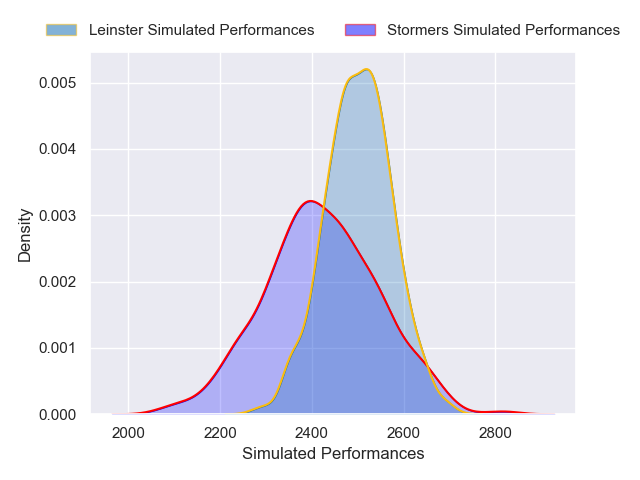 Leinster Simulated Performances
Stormers Simulated Performances
0.005
0.004
0.003
0.002
0.001
0.000
Density
2000
2200
2400
2600
2800
Simulated Performances